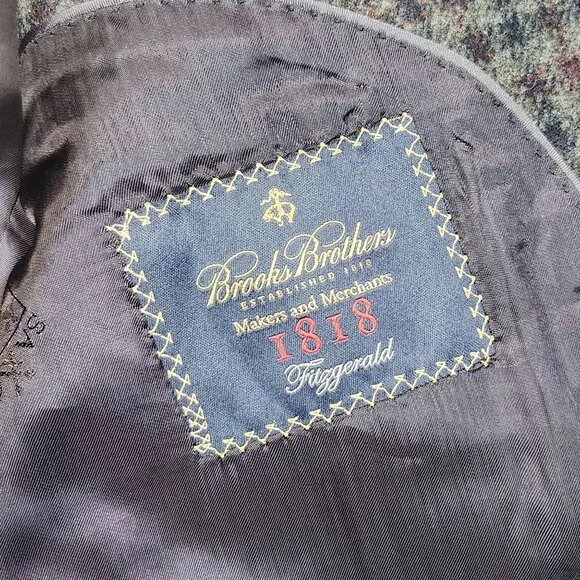 Brooks Brothers
ESTABLISHED 1818
Makers and Merchants
1818
Fitzgerald